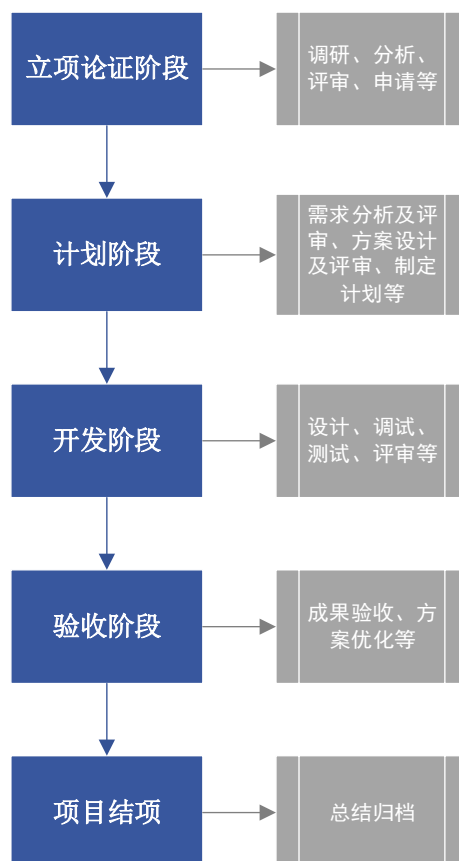 立项论证阶段
调研、分析、
评审、申请等
计划阶段
需求分析及评
审、方案设计
及评审、制定
计划等
开发阶段
设计、调试、
测试、评审等
验收阶段
成果验收、方
案优化等
项目结项
总结归档